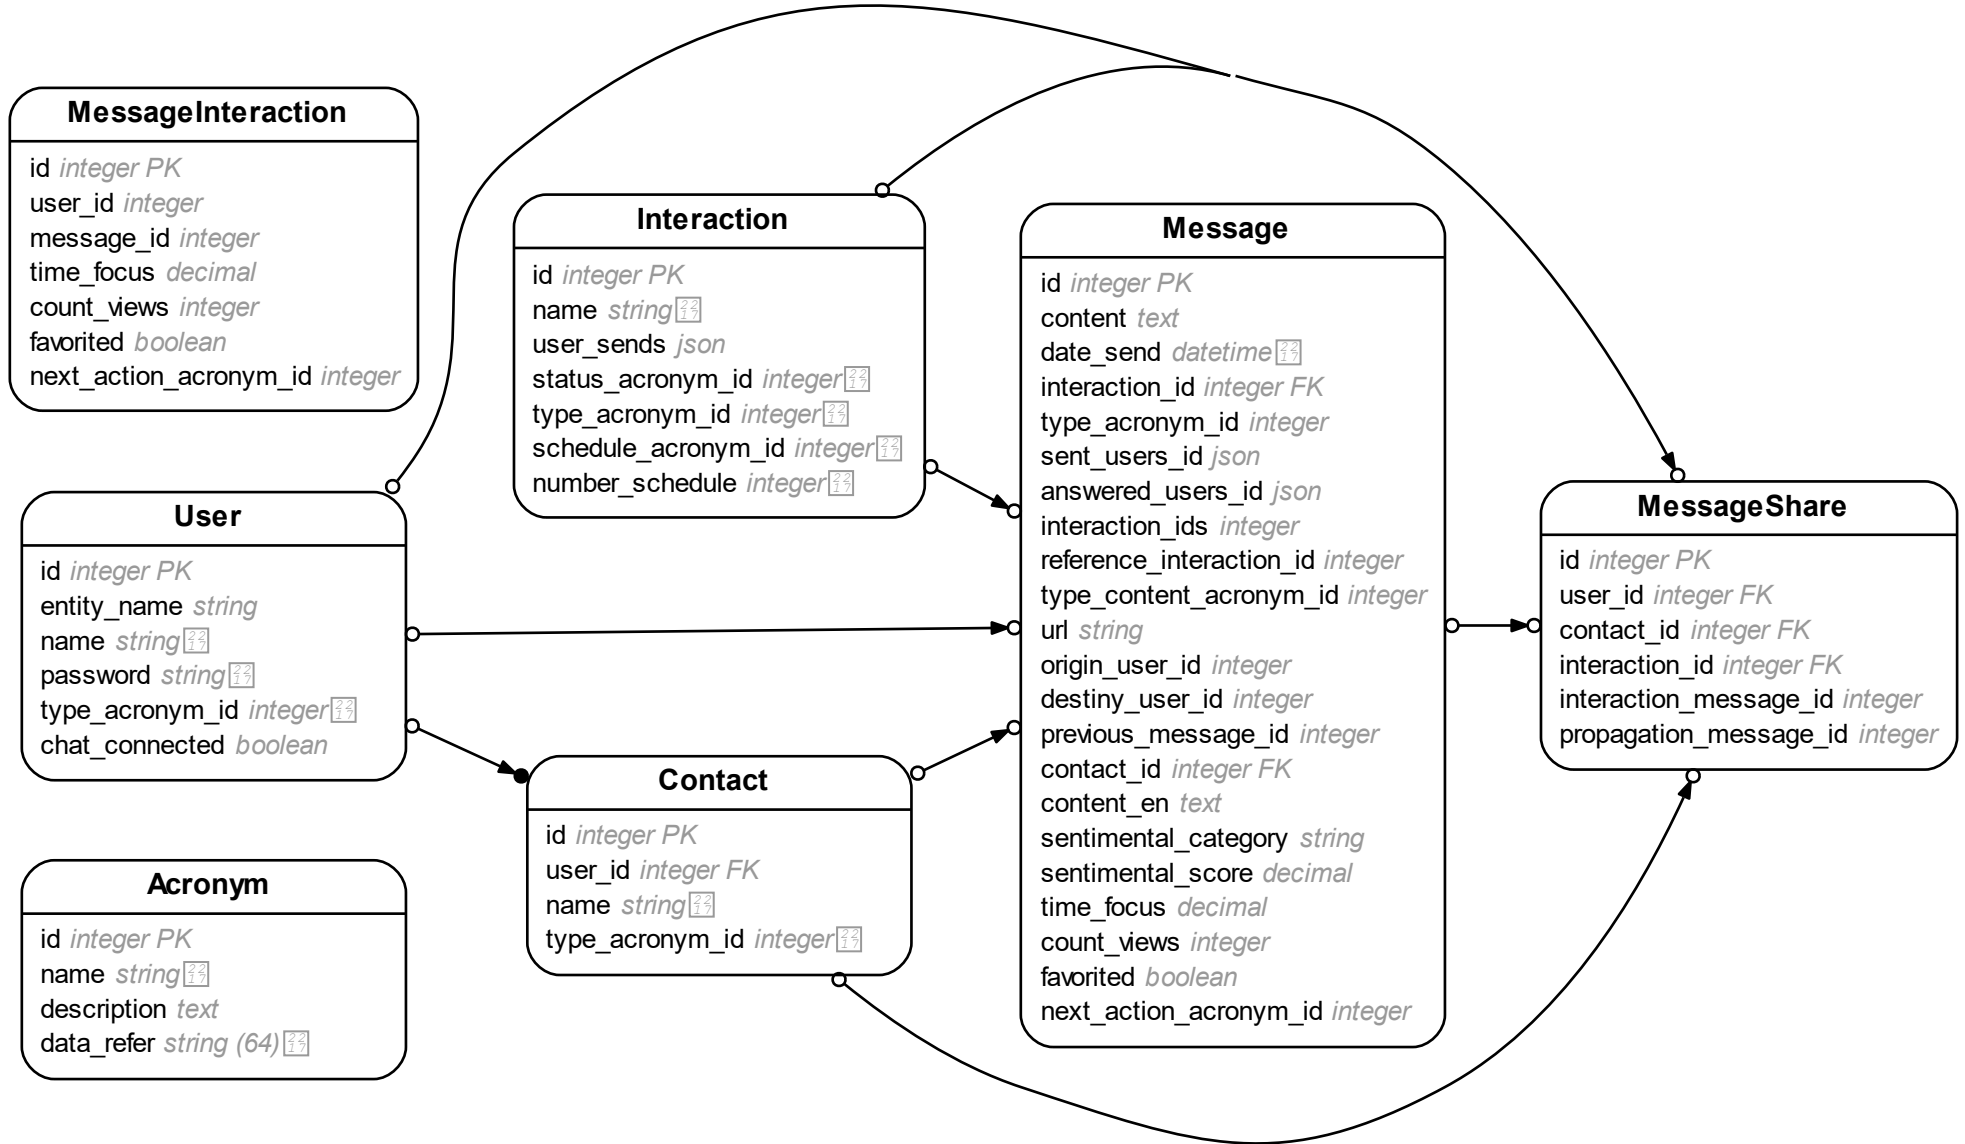 MessageInteraction
id integer PK
user_id integer
message_id integer
time_focus decimal
count_views integer
favorited boolean
next_action_acronym_id integer
Interaction
id integer PK
name string
user_sends json
status_acronym_id integer
type_acronym_id integer
schedule_acronym_id integer
number_schedule integer
Message
id integer PK
content text
date_send datetime
interaction_id integer FK
type_acronym_id integer
sent_users_id json
answered_users_id json
interaction_ids integer
reference_interaction_id integer
type_content_acronym_id integer
url string
origin_user_id integer
destiny_user_id integer
previous_message_id integer
contact_id integer FK
content_en text
sentimental_category string
sentimental_score decimal
time_focus decimal
count_views integer
favorited boolean
next_action_acronym_id integer
MessageShare
id integer PK
user_id integer FK
contact_id integer FK
interaction_id integer FK
interaction_message_id integer
propagation_message_id integer
User
id integer PK
entity_name string
name string
password string
type_acronym_id integer
chat_connected boolean
Contact
id integer PK
user_id integer FK
name string
type_acronym_id integer
Acronym
id integer PK
name string
description text
data_refer string (64)